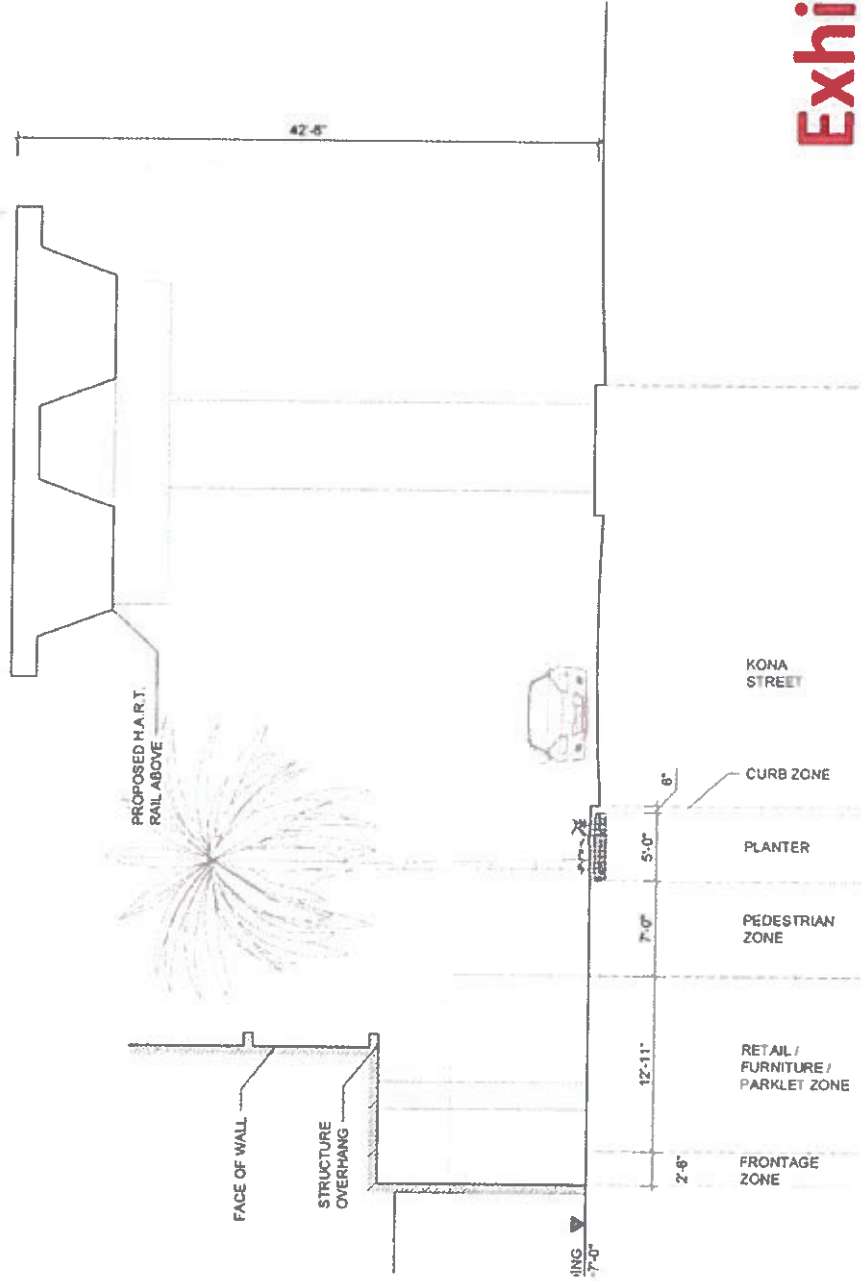 Exhi
42'-6"
PROPOSED H.A.R.T.
RAIL ABOVE
FACE OF WALL
STRUCTURE
OVERHANG
ING
-7'-0"
2'-6"
12'-11"
7'-0"
5'-0"
6"
FRONTAGE
ZONE
RETAIL /
FURNITURE /
PARKLET ZONE
PEDESTRIAN
ZONE
PLANTER
CURB ZONE
KONA
STREET